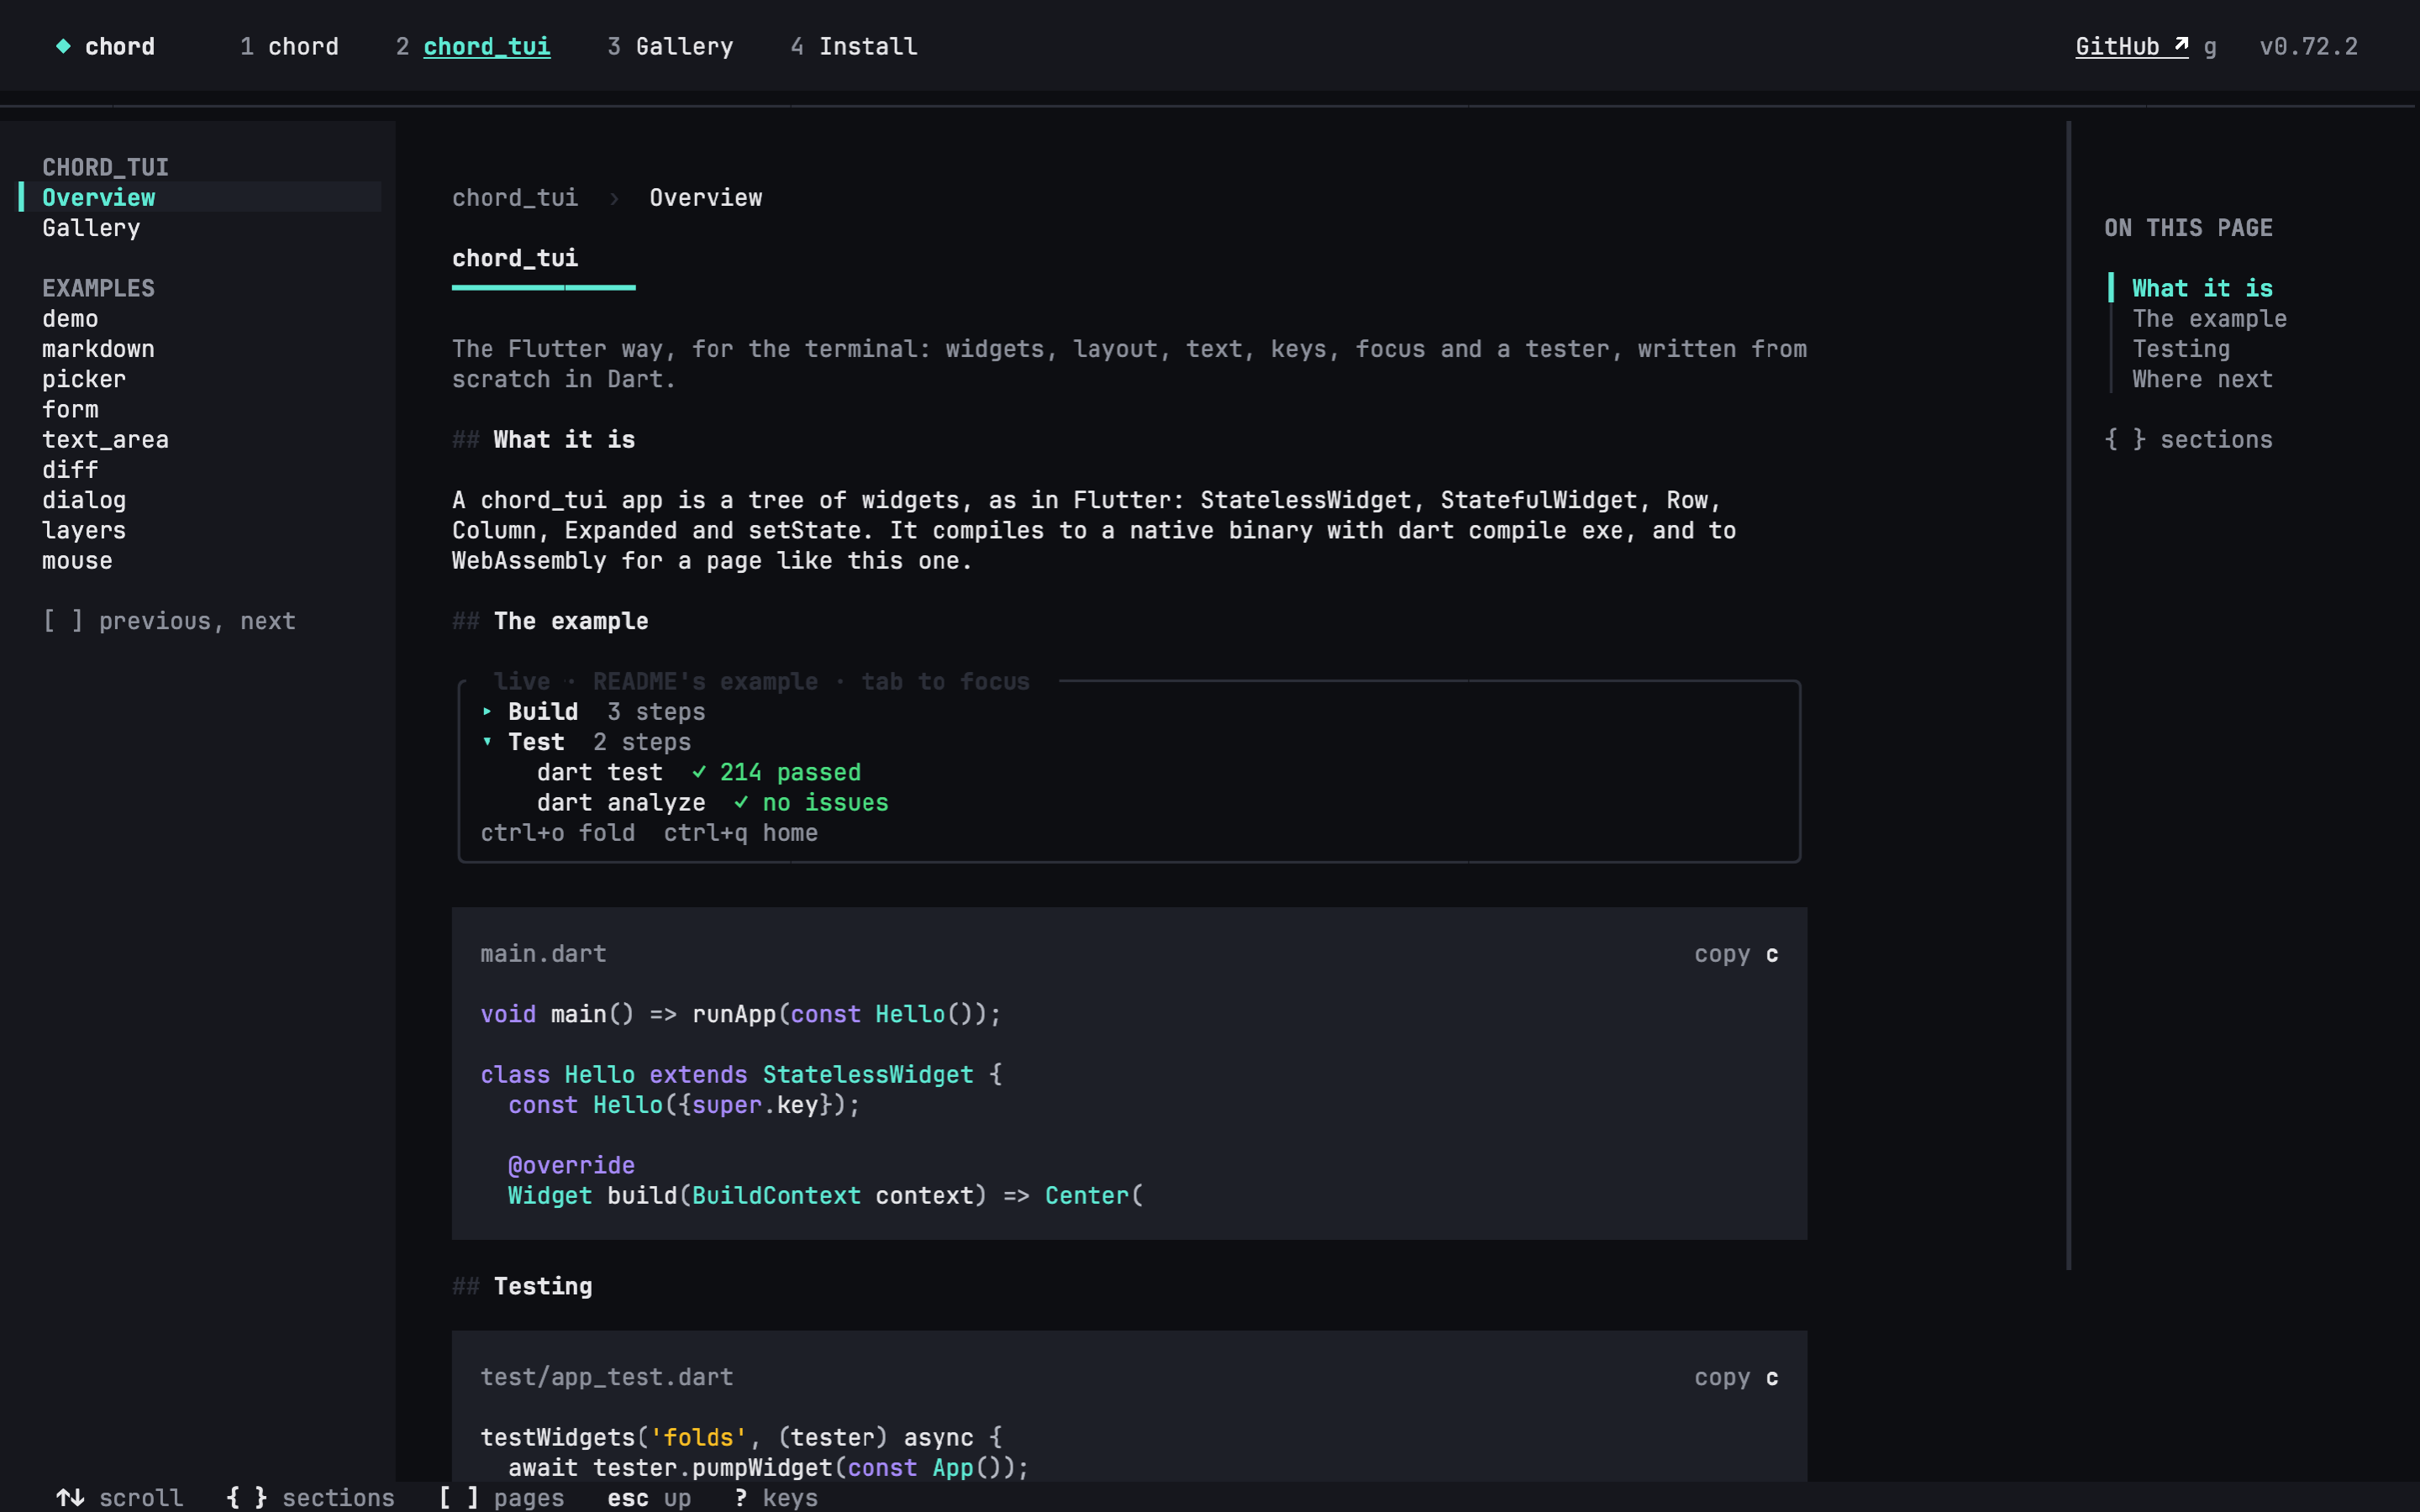 ◆ chord 1 chord 2 chord_tui 3 Gallery 4 Install GitHub ↗ g v0.72.2
CHORD_TUI
Overview
Gallery
EXAMPLES
demo
markdown
picker
form
text_area
diff
dialog
layers
mouse
[ ] previous, next
chord_tui › Overview
chord_tui
The Flutter way, for the terminal: widgets, layout, text, keys, focus and a tester, written from
scratch in Dart.
## What it is
A chord_tui app is a tree of widgets, as in Flutter: StatelessWidget, StatefulWidget, Row,
Column, Expanded and setState. It compiles to a native binary with dart compile exe, and to
WebAssembly for a page like this one.
## The example
live · README's example · tab to focus
▸ Build 3 steps
▾ Test 2 steps
dart test ✓ 214 passed
dart analyze ✓ no issues
ctrl+o fold ctrl+q home
main.dart copy c
void main() => runApp(const Hello());
class Hello extends StatelessWidget {
const Hello({super.key});
@override
Widget build(BuildContext context) => Center(
## Testing
test/app_test.dart copy c
testWidgets('folds', (tester) async {
await tester.pumpWidget(const App());
ON THIS PAGE
What it is
The example
Testing
Where next
{ } sections
↑↓ scroll { } sections [ ] pages esc up ? keys